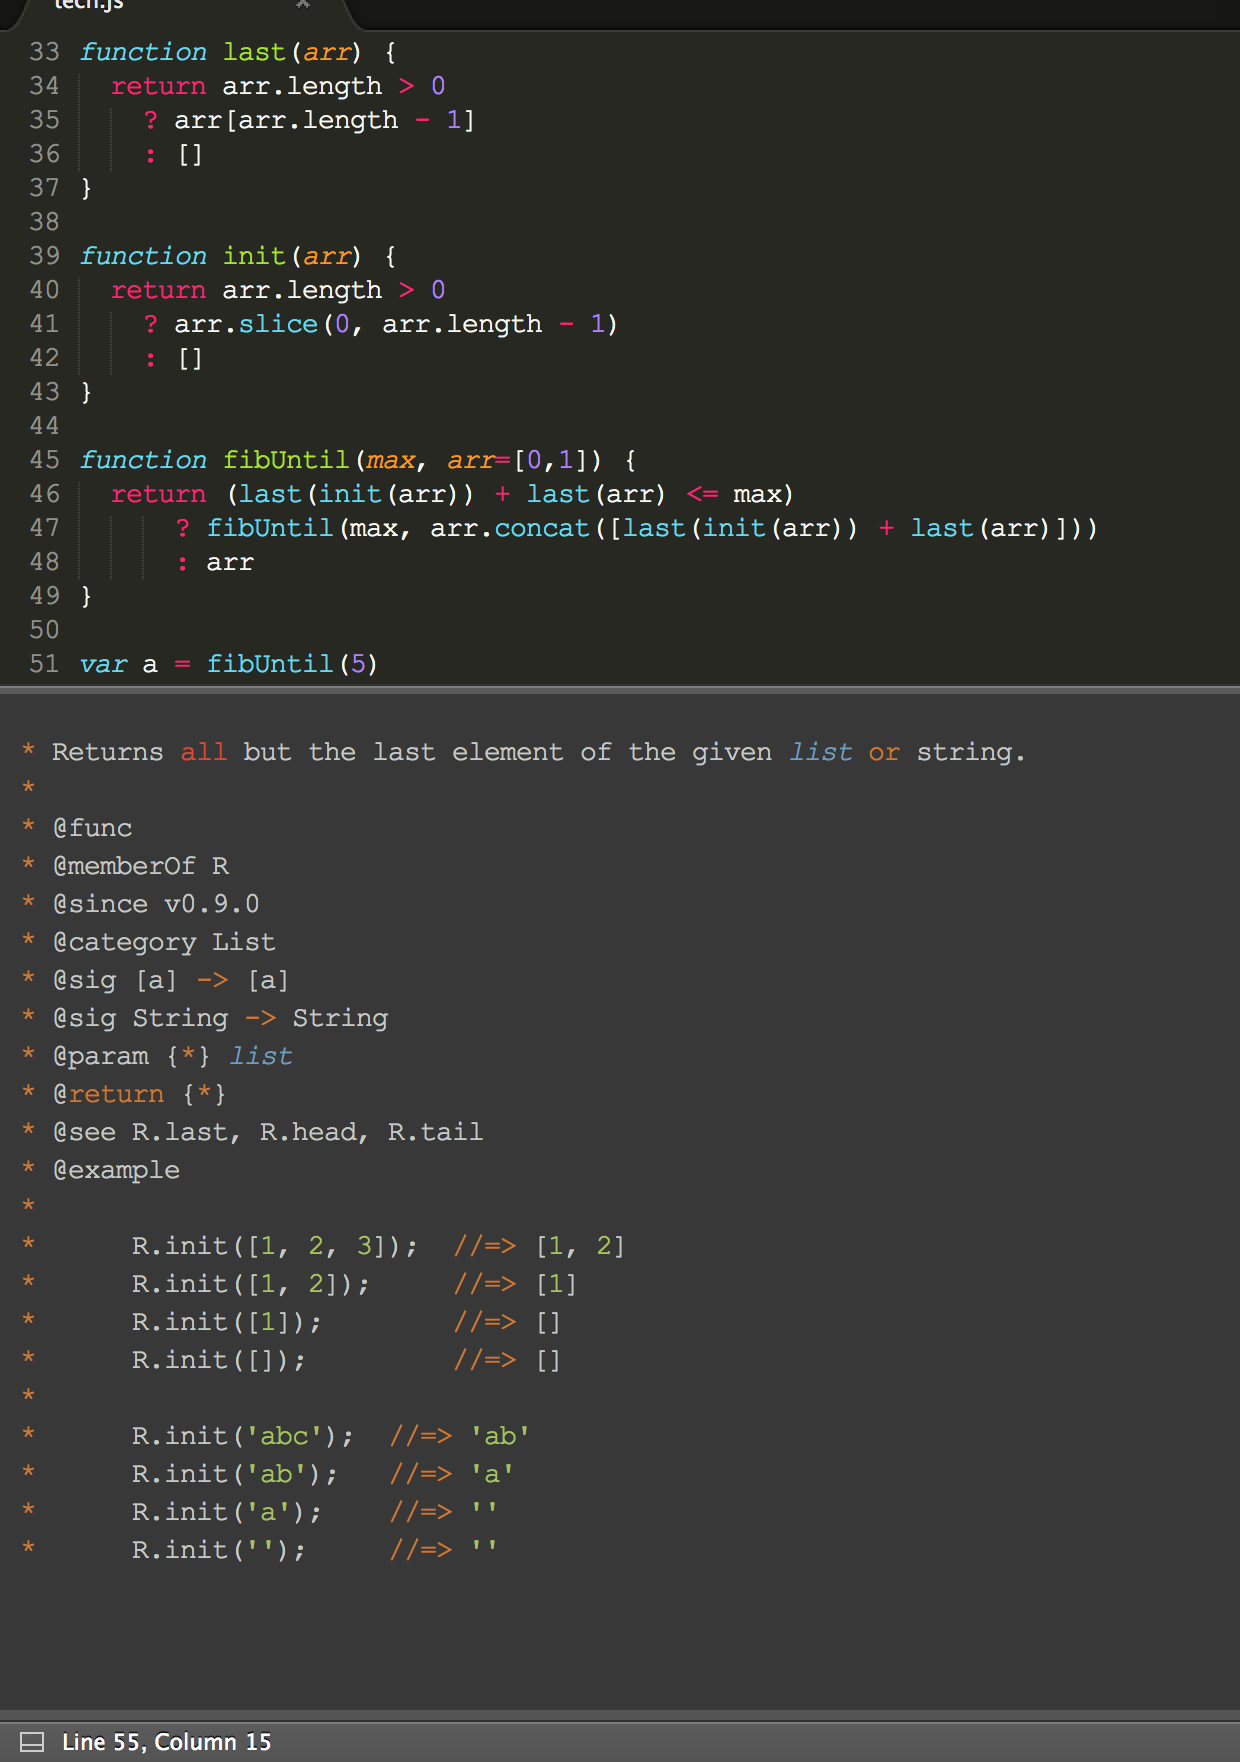 tech.js ×
33 function last(arr) {
34   return arr.length > 0
35     ? arr[arr.length - 1]
36     : []
37 }
38
39 function init(arr) {
40   return arr.length > 0
41     ? arr.slice(0, arr.length - 1)
42     : []
43 }
44
45 function fibUntil(max, arr=[0,1]) {
46   return (last(init(arr)) + last(arr) <= max)
47       ? fibUntil(max, arr.concat([last(init(arr)) + last(arr)]))
48       : arr
49 }
50
51 var a = fibUntil(5)
* Returns all but the last element of the given list or string.
*
* @func
* @memberOf R
* @since v0.9.0
* @category List
* @sig [a] -> [a]
* @sig String -> String
* @param {*} list
* @return {*}
* @see R.last, R.head, R.tail
* @example
*
*      R.init([1, 2, 3]);  //=> [1, 2]
*      R.init([1, 2]);     //=> [1]
*      R.init([1]);        //=> []
*      R.init([]);         //=> []
*
*      R.init('abc');  //=> 'ab'
*      R.init('ab');   //=> 'a'
*      R.init('a');    //=> ''
*      R.init('');     //=> ''
Line 55, Column 15